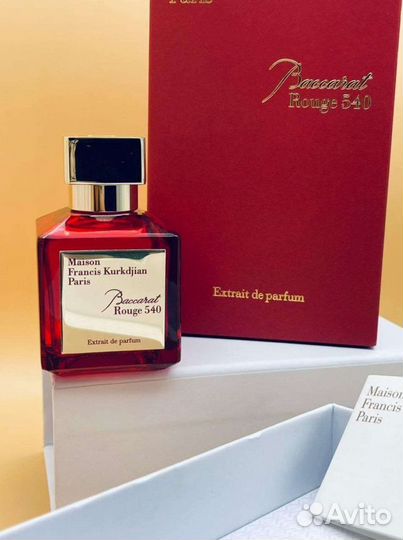 Paris
Baccarat
Rouge 540
Extrait de parfum
Maison
Francis Kurkdjian
Paris
Baccarat
Rouge 540
Extrait de parfum
Maison
Francis
Paris
Avito